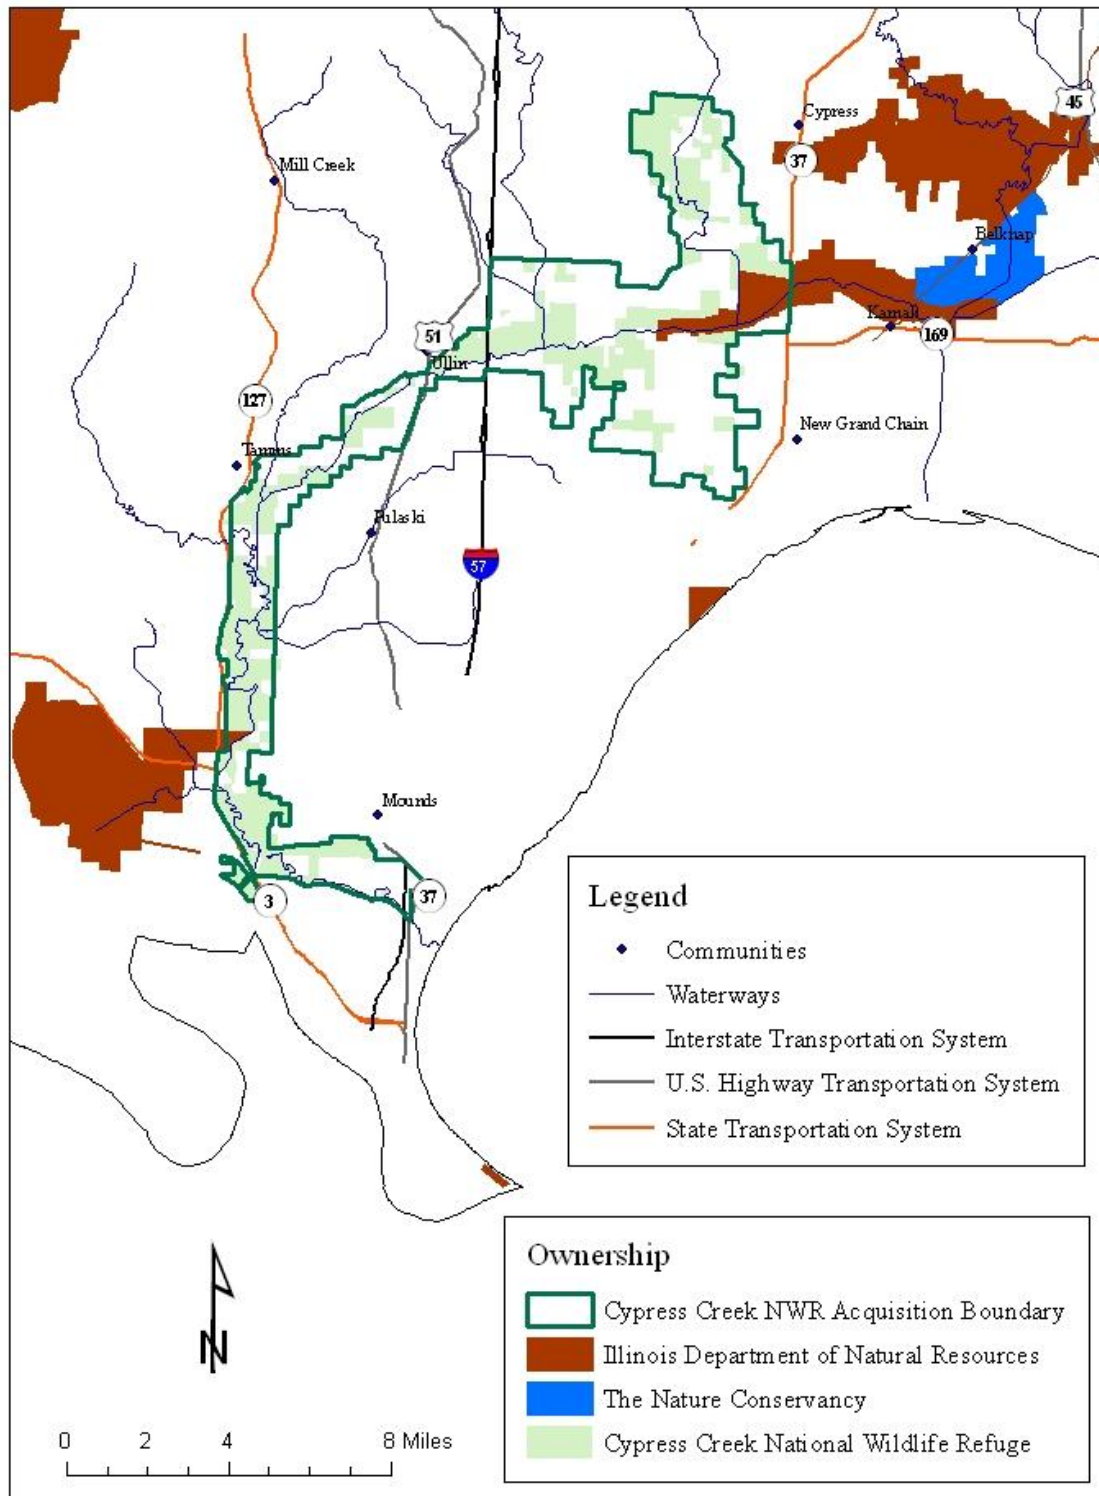 45
Cypress
37
Mill Creek
Belknap
51
Karnak
169
Ullin
127
New Grand Chain
Tamms
Pulaski
57
Mounds
37
3
Legend
Communities
Waterways
Interstate Transportation System
U.S. Highway Transportation System
State Transportation System
Ownership
Cypress Creek NWR Acquisition Boundary
Illinois Department of Natural Resources
The Nature Conservancy
Cypress Creek National Wildlife Refuge
N
0 2 4 8 Miles